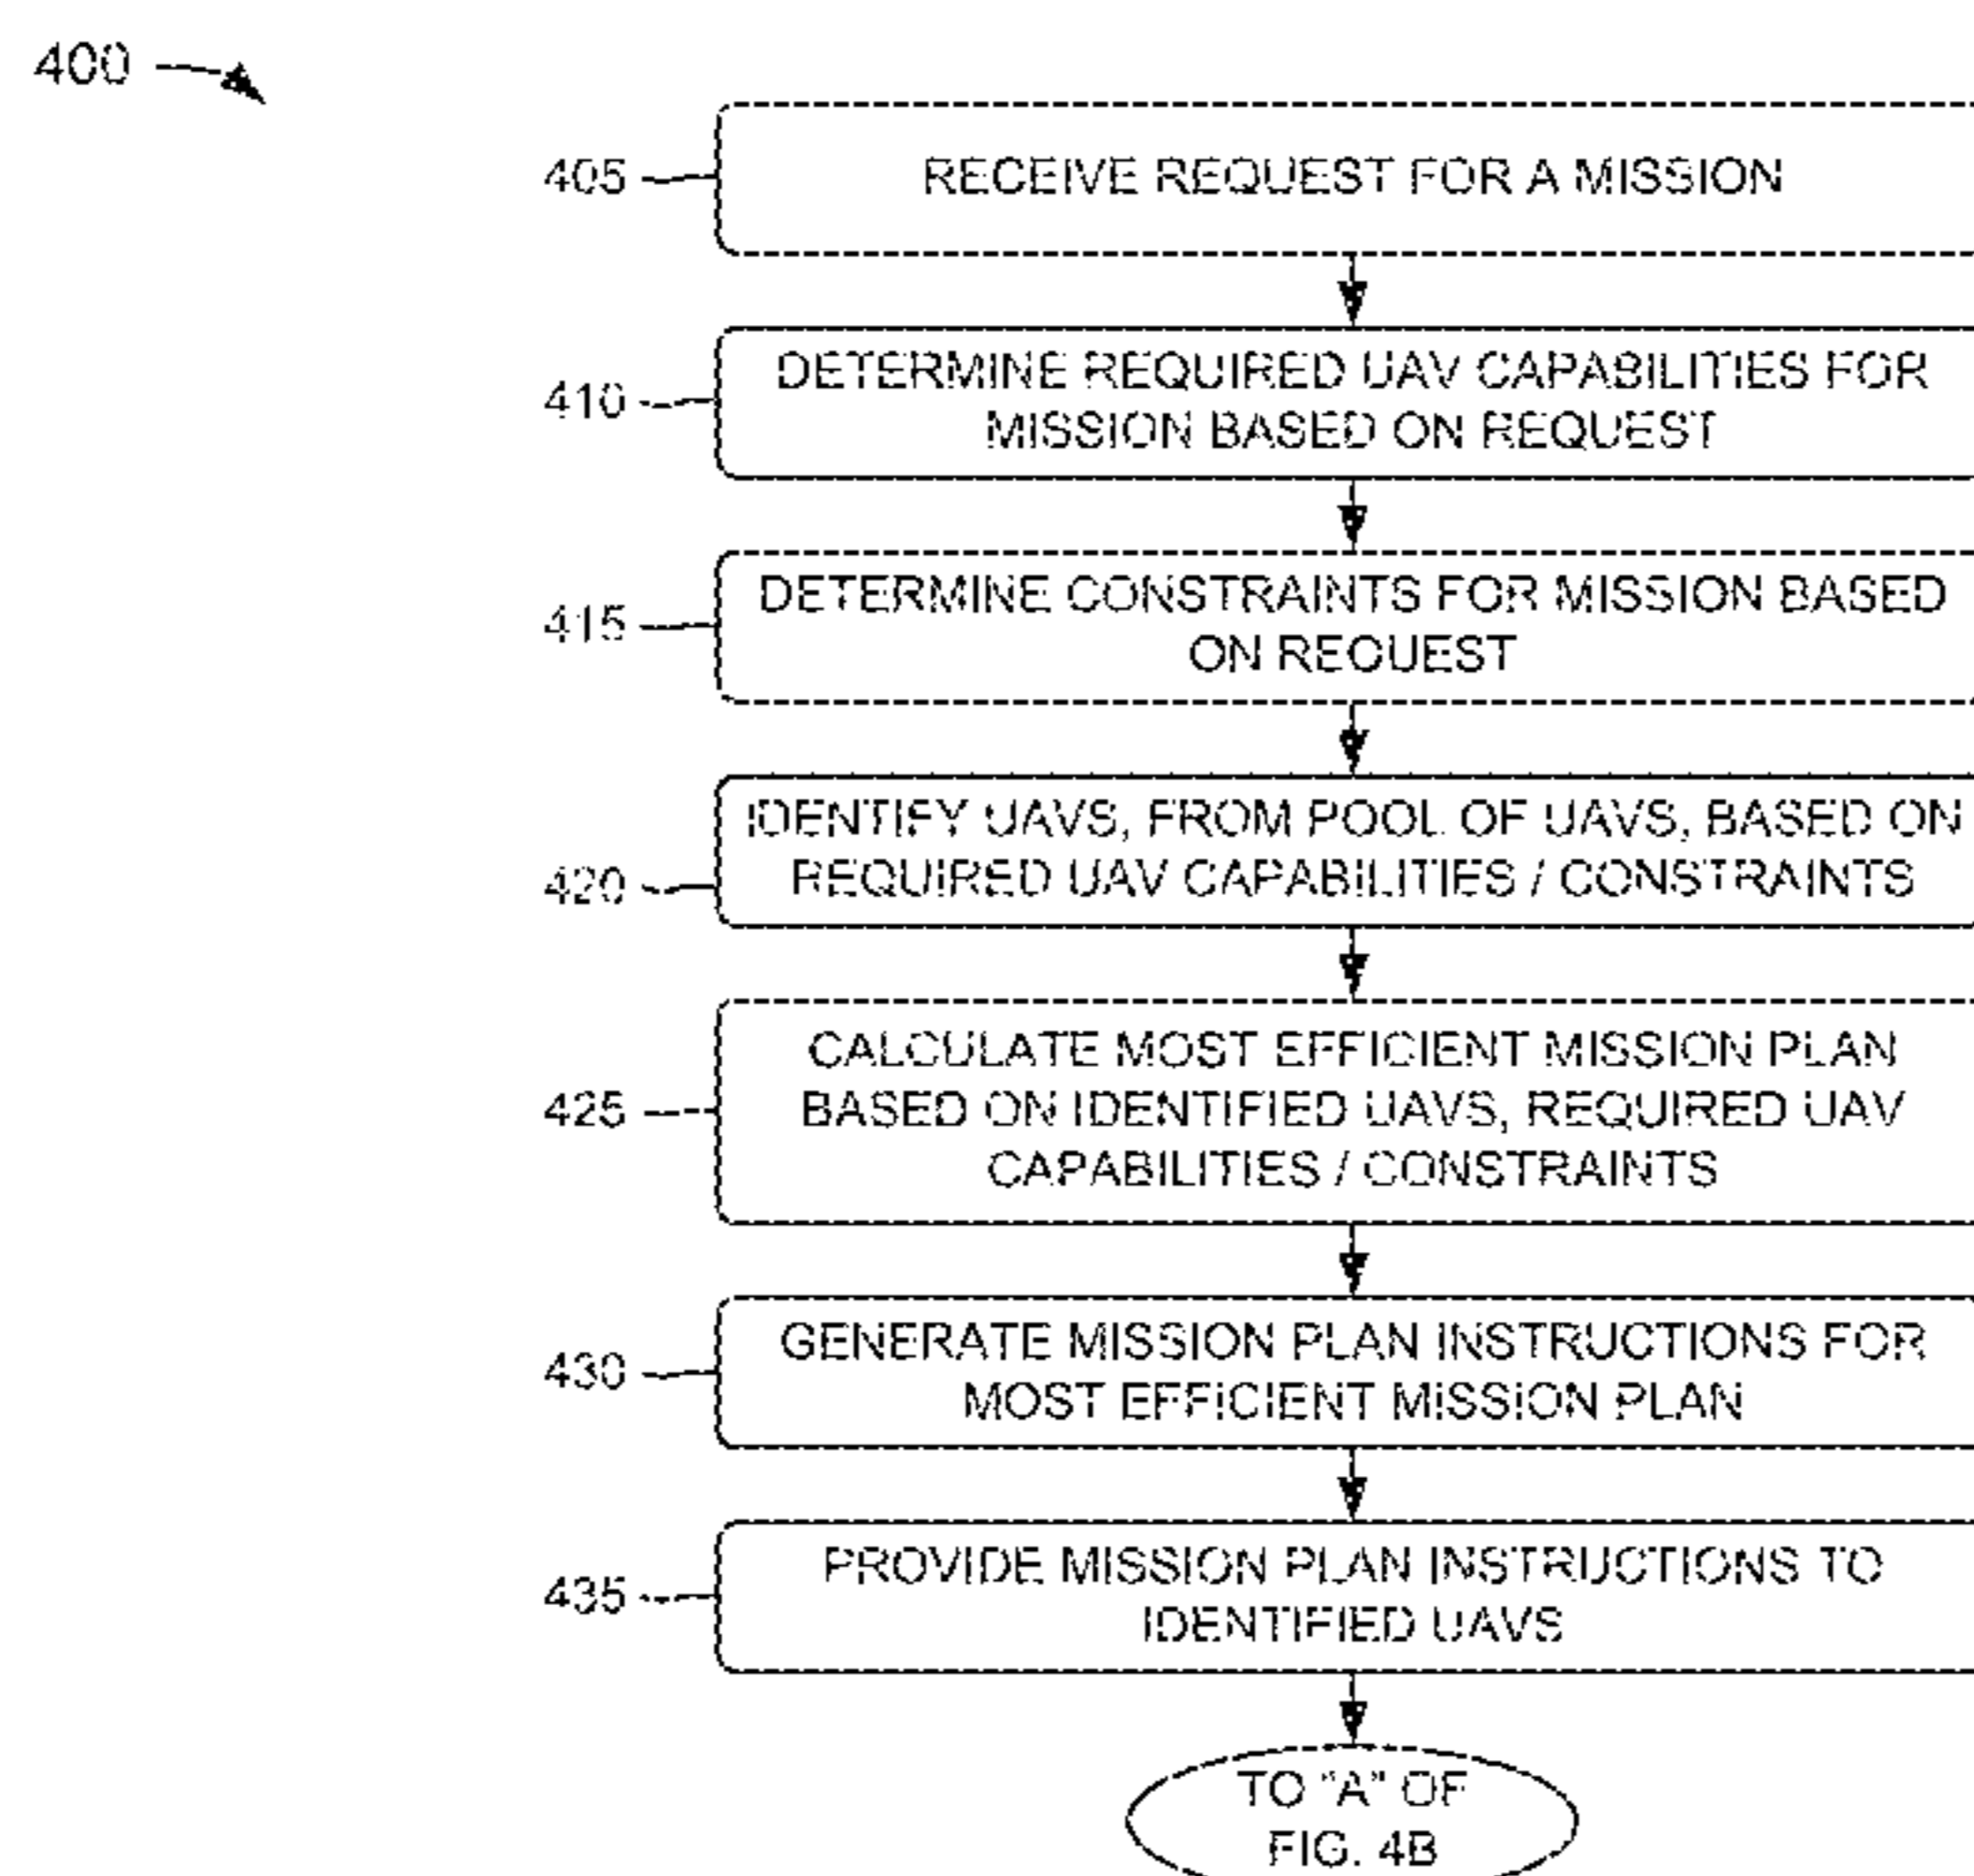 400
405
RECEIVE REQUEST FOR A MISSION
410
DETERMINE REQUIRED UAV CAPABILITIES FOR
MISSION BASED ON REQUEST
415
DETERMINE CONSTRAINTS FOR MISSION BASED
ON REQUEST
420
IDENTIFY UAVS, FROM POOL OF UAVS, BASED ON
REQUIRED UAV CAPABILITIES / CONSTRAINTS
425
CALCULATE MOST EFFICIENT MISSION PLAN
BASED ON IDENTIFIED UAVS, REQUIRED UAV
CAPABILITIES / CONSTRAINTS
430
GENERATE MISSION PLAN INSTRUCTIONS FOR
MOST EFFICIENT MISSION PLAN
435
PROVIDE MISSION PLAN INSTRUCTIONS TO
IDENTIFIED UAVS
TO “A” OF
FIG. 4B